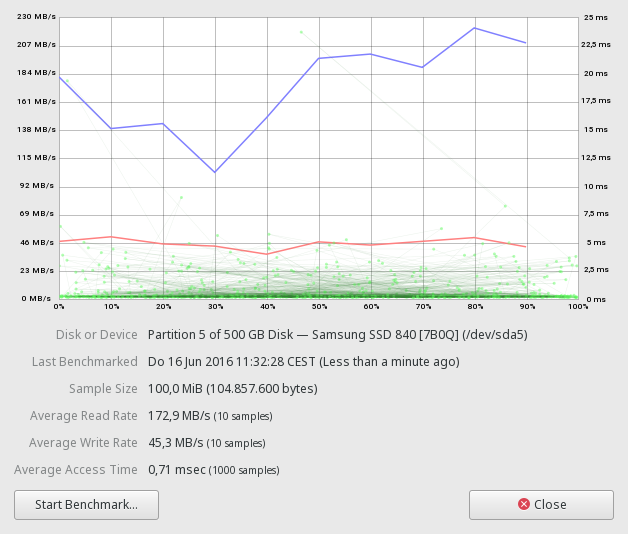 230 MB/s 25 ms
207 MB/s 22,5 ms
184 MB/s 20 ms
161 MB/s 17,5 ms
138 MB/s 15 ms
115 MB/s 12,5 ms
92 MB/s 10 ms
69 MB/s 7,5 ms
46 MB/s 5 ms
23 MB/s 2,5 ms
0 MB/s 0 ms
0% 10% 20% 30% 40% 50% 60% 70% 80% 90% 100%
Disk or Device Partition 5 of 500 GB Disk — Samsung SSD 840 [7B0Q] (/dev/sda5)
Last Benchmarked Do 16 Jun 2016 11:32:28 CEST (Less than a minute ago)
Sample Size 100,0 MiB (104.857.600 bytes)
Average Read Rate 172,9 MB/s (10 samples)
Average Write Rate 45,3 MB/s (10 samples)
Average Access Time 0,71 msec (1000 samples)
Start Benchmark... Close